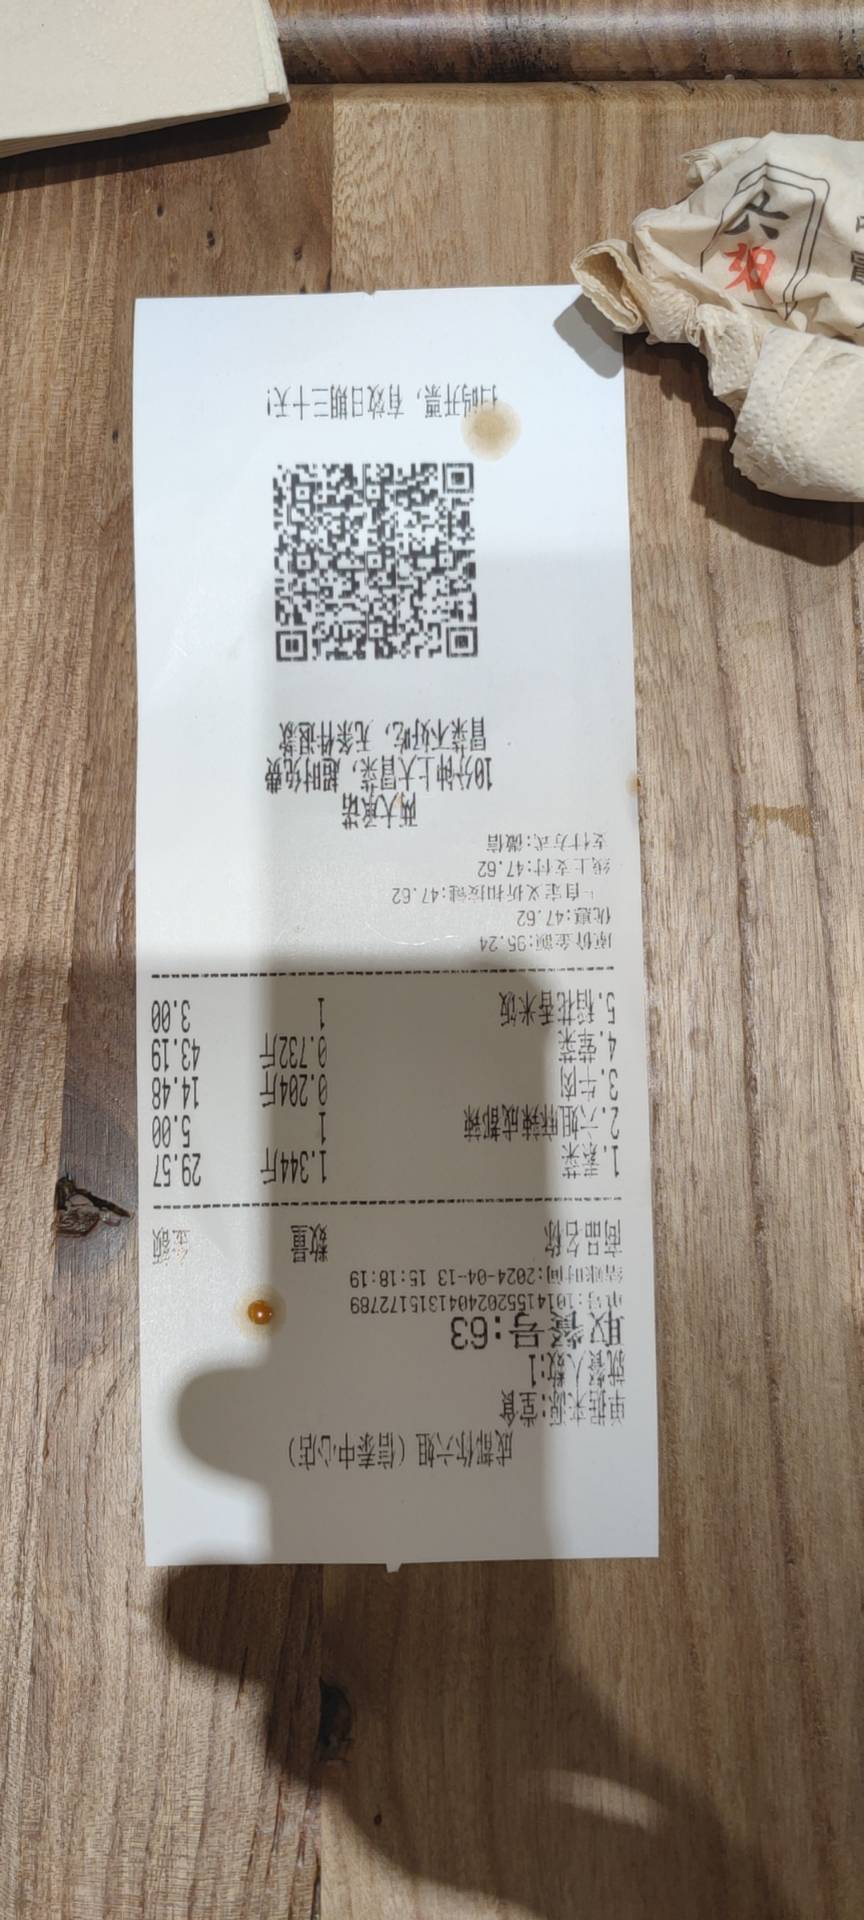 成都你六姐（信泰中心店）
单据来源:堂食
就餐人数:1
取餐号:63
单号:10141552024041315172789
结账时间:2024-04-13 15:18:19
商品名称 数量 金额
1.素菜 1.344斤 29.57
2.六姐麻辣成都辣 1 5.00
3.牛肉 0.204斤 14.48
4.荤菜 0.732斤 43.19
5.稻花香米饭 1 3.00
原价金额:95.24
优惠:47.62
自定义折扣按键:47.62
线上支付:47.62
支付方式:微信
两大承诺
10分钟上大冒菜，超时免费
冒菜不好吃，无条件退款
扫码开票，有效日期三十天!
六
姐